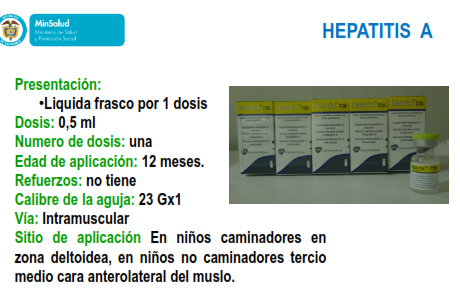 MinSalud
Ministerio de Salud
y Protección Social
HEPATITIS A
Presentación:
•Liquida frasco por 1 dosis
Dosis: 0,5 ml
Numero de dosis: una
Edad de aplicación: 12 meses.
Refuerzos: no tiene
Calibre de la aguja: 23 Gx1
Vía: Intramuscular
Sitio de aplicación En niños caminadores en
zona deltoidea, en niños no caminadores tercio
medio cara anterolateral del muslo.